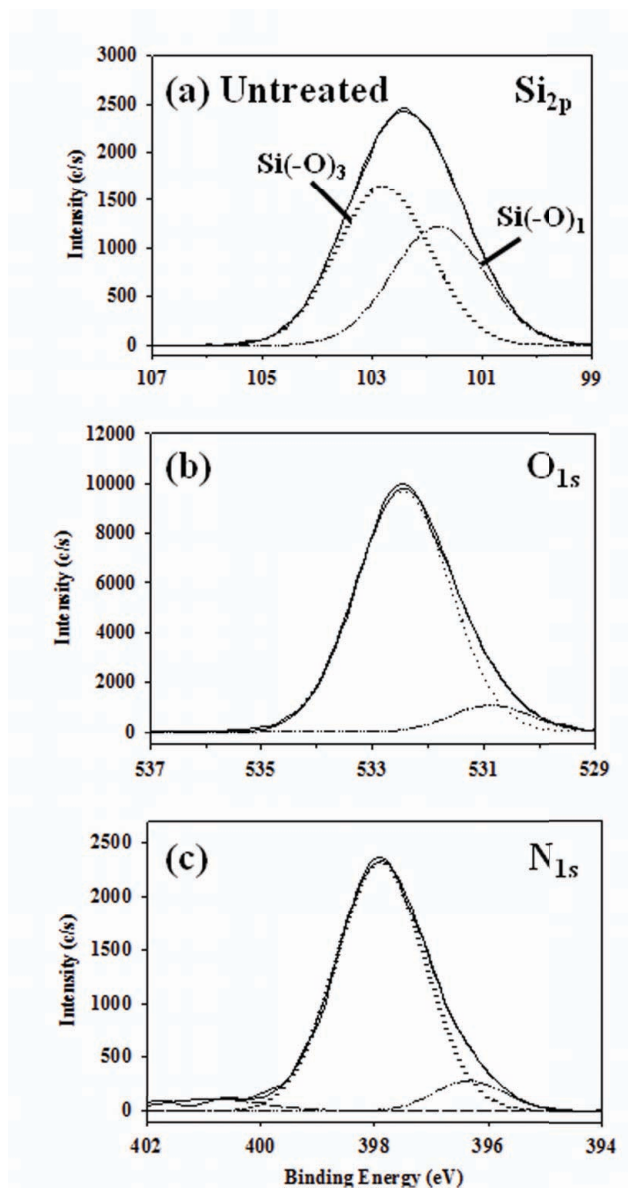 (a) Untreated Si2p
Si(-O)3
Si(-O)1
Intensity (c/s)
3000
2500
2000
1500
1000
500
0
107 105 103 101 99
(b) O1s
Intensity (c/s)
12000
10000
8000
6000
4000
2000
0
537 535 533 531 529
(c) N1s
Intensity (c/s)
2500
2000
1500
1000
500
0
402 400 398 396 394
Binding Energy (eV)